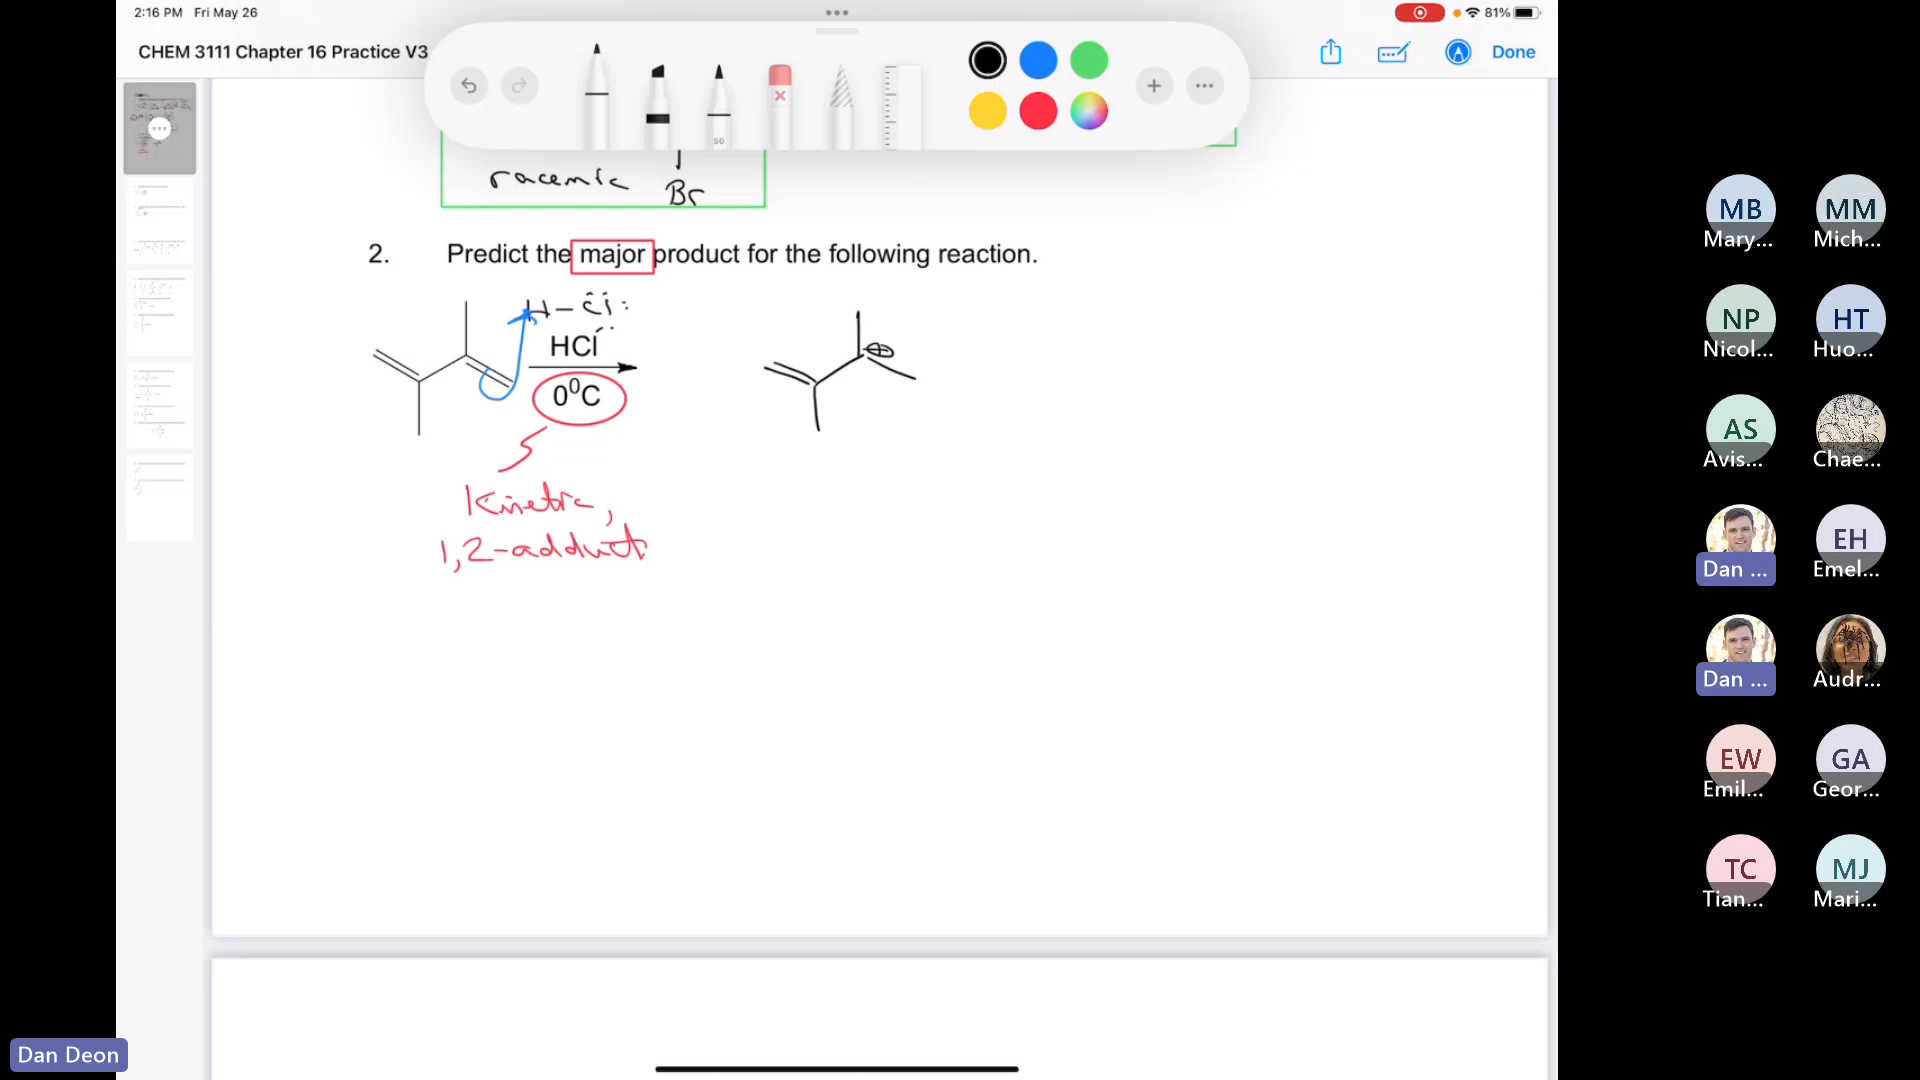 2:16 PM Fri May 26
81%
CHEM 3111 Chapter 16 Practice V3
Done
50
racemic
Br
2. Predict the major product for the following reaction.
H-Cl
HCl
0⁰C
⊕
Kinetic,
1,2-adduct
MB
Mary...
MM
Mich...
NP
Nicol...
HT
Huo...
AS
Avis...
Chae...
Dan ...
EH
Emel...
Dan ...
Audr...
EW
Emil...
GA
Geor...
TC
Tian...
MJ
Mari...
Dan Deon